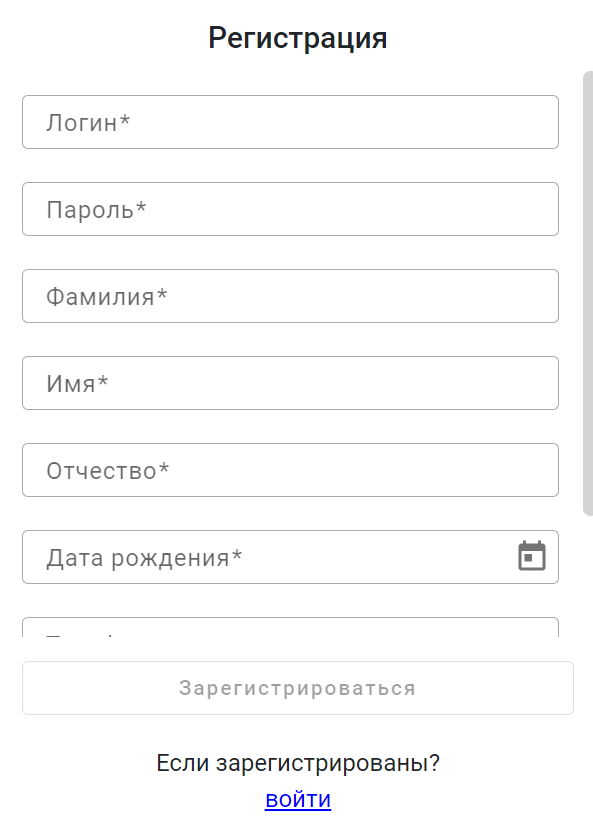 Регистрация
Логин*
Пароль*
Фамилия*
Имя*
Отчество*
Дата рождения*
Зарегистрироваться
Если зарегистрированы?
войти